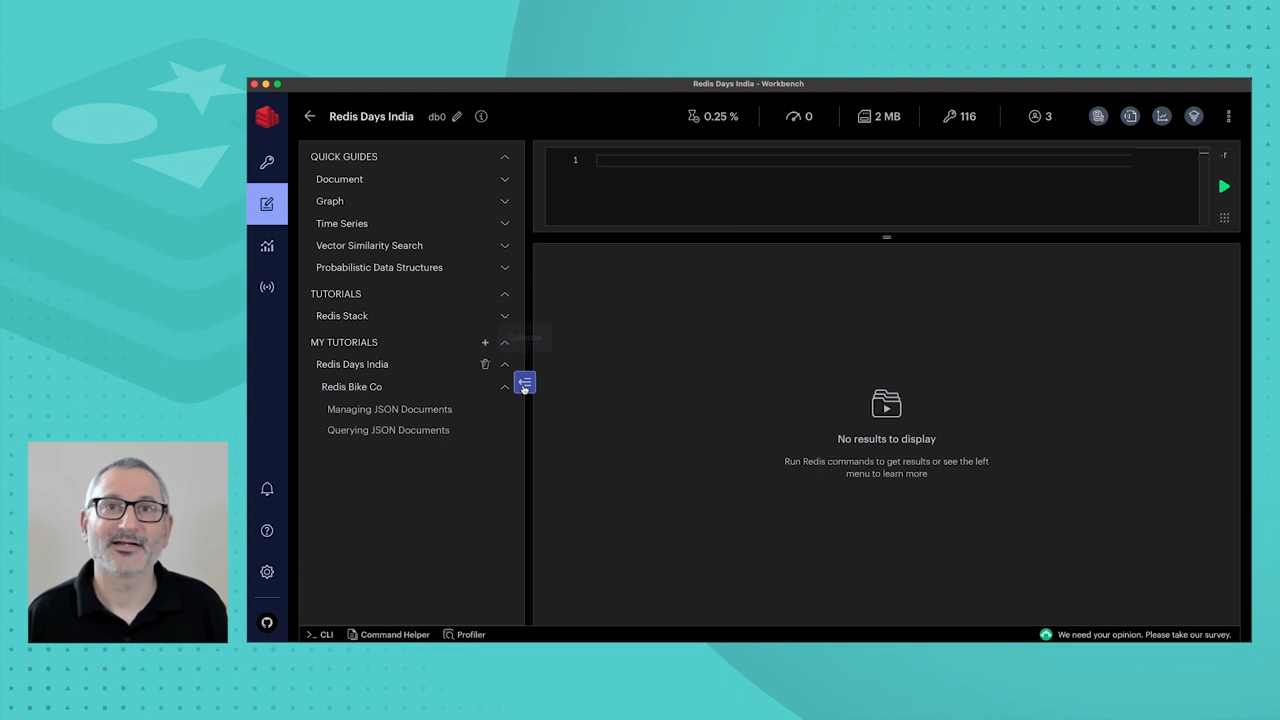 Redis Days India - Workbench
Redis Days India db0 0.25 % 0 2 MB 116 3
QUICK GUIDES
Document
Graph
Time Series
Vector Similarity Search
Probabilistic Data Structures
TUTORIALS
Redis Stack
MY TUTORIALS +
Redis Days India
Redis Bike Co
Managing JSON Documents
Querying JSON Documents
Collapse
1
-r
No results to display
Run Redis commands to get results or see the left
menu to learn more
>_ CLI Command Helper Profiler
We need your opinion. Please take our survey.